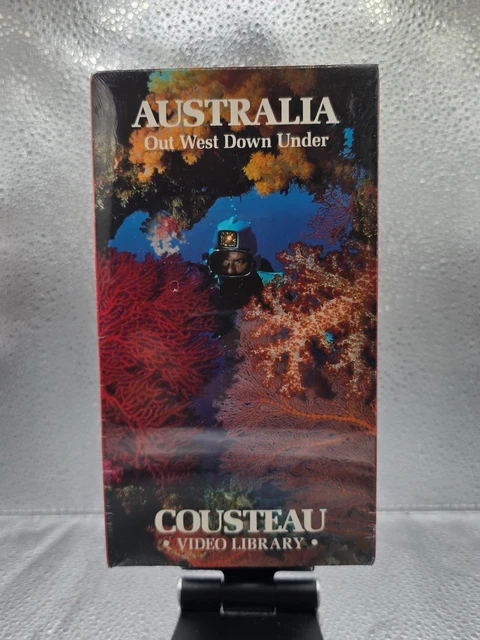 AUSTRALIA
Out West Down Under
COUSTEAU
• VIDEO LIBRARY •